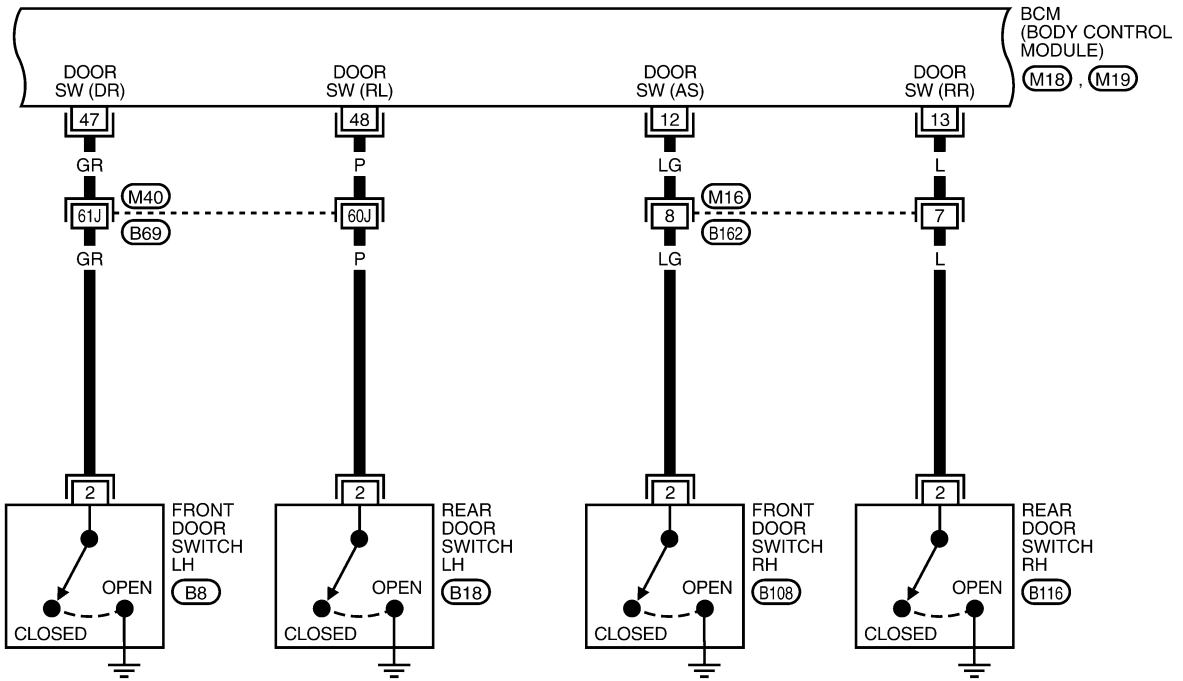 BCM
(BODY CONTROL
MODULE)
M18 , M19
DOOR
SW (DR)
DOOR
SW (RL)
DOOR
SW (AS)
DOOR
SW (RR)
47
48
12
13
GR
P
LG
L
M40
M16
61J
60J
8
7
B69
B162
GR
P
LG
L
2
2
2
2
FRONT
DOOR
SWITCH
LH
B8
OPEN
CLOSED
REAR
DOOR
SWITCH
LH
B18
OPEN
CLOSED
FRONT
DOOR
SWITCH
RH
B108
OPEN
CLOSED
REAR
DOOR
SWITCH
RH
B116
OPEN
CLOSED